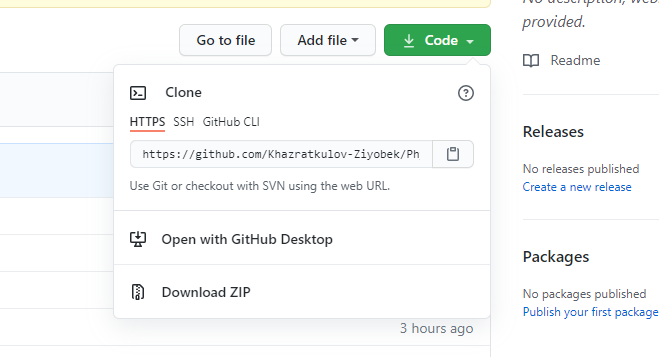 No description, web
provided.
Go to file
Add file
Code
Readme
Clone
HTTPS SSH GitHub CLI
https://github.com/Khazratkulov-Ziyobek/Ph
Use Git or checkout with SVN using the web URL.
Open with GitHub Desktop
Download ZIP
3 hours ago
Releases
No releases published
Create a new release
Packages
No packages published
Publish your first package